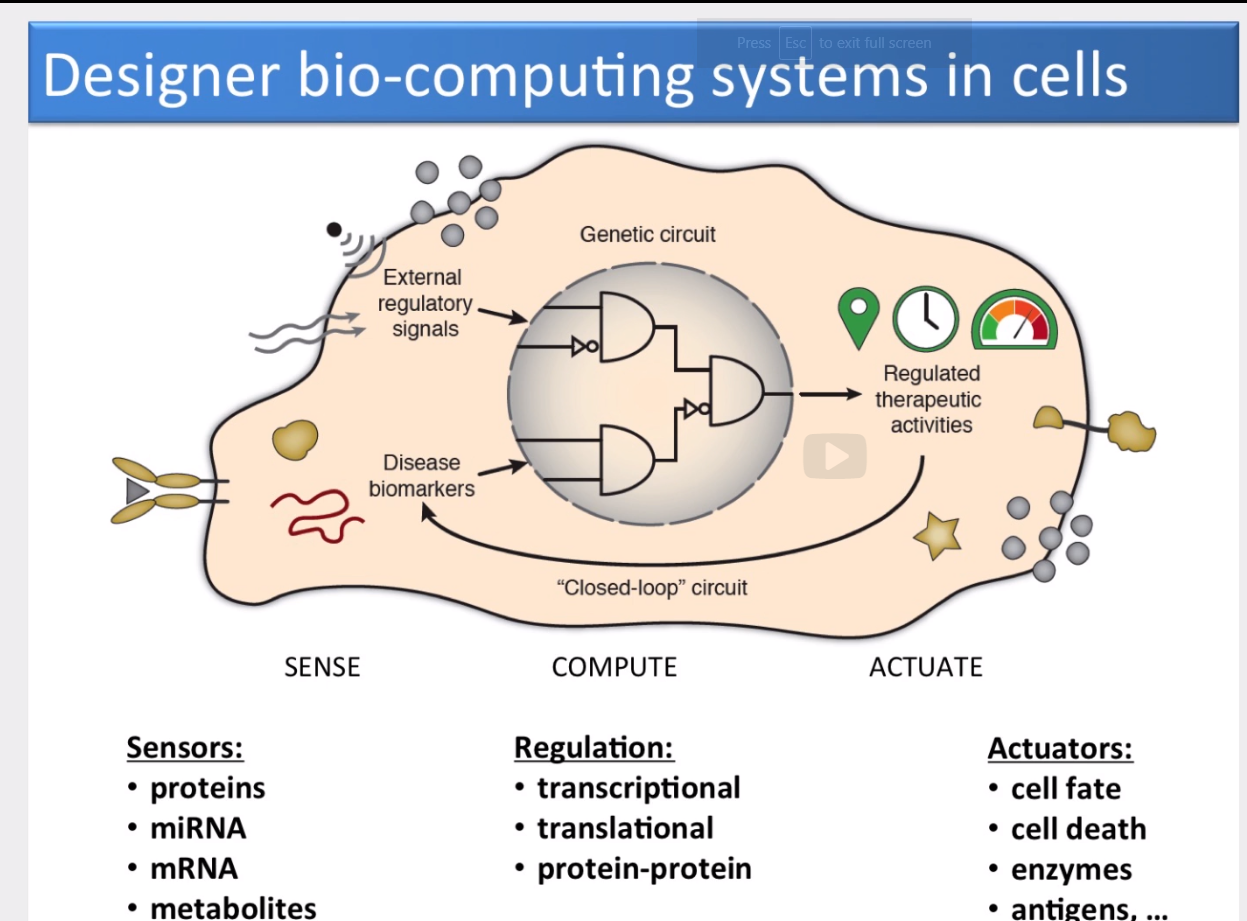 Press Esc to exit full screen
Designer bio-computing systems in cells
Genetic circuit
External
regulatory
signals
Regulated
therapeutic
activities
Disease
biomarkers
“Closed-loop” circuit
SENSE
COMPUTE
ACTUATE
Sensors:
• proteins
• miRNA
• mRNA
• metabolites
Regulation:
• transcriptional
• translational
• protein-protein
Actuators:
• cell fate
• cell death
• enzymes
• antigens, ...